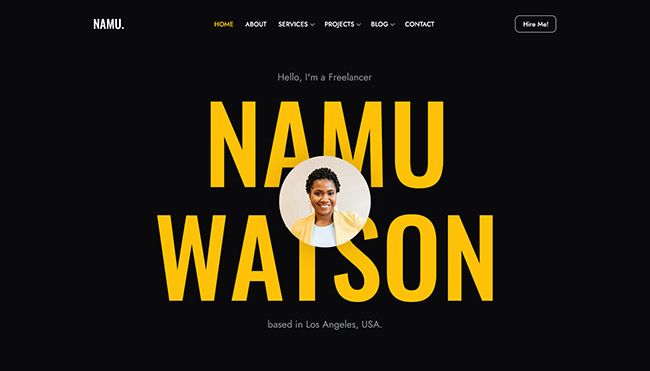 NAMU.
HOME ABOUT SERVICES PROJECTS BLOG CONTACT
Hire Me!
Hello, I'm a Freelancer
NAMU
WATSON
based in Los Angeles, USA.